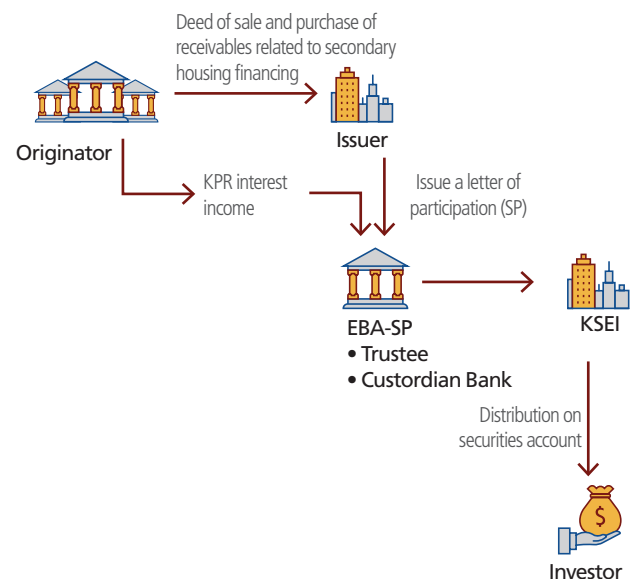 Deed of sale and purchase of
receivables related to secondary
housing financing
Originator
Issuer
KPR interest
income
Issue a letter of
participation (SP)
EBA-SP
• Trustee
• Custordian Bank
KSEI
Distribution on
securities account
$
Investor